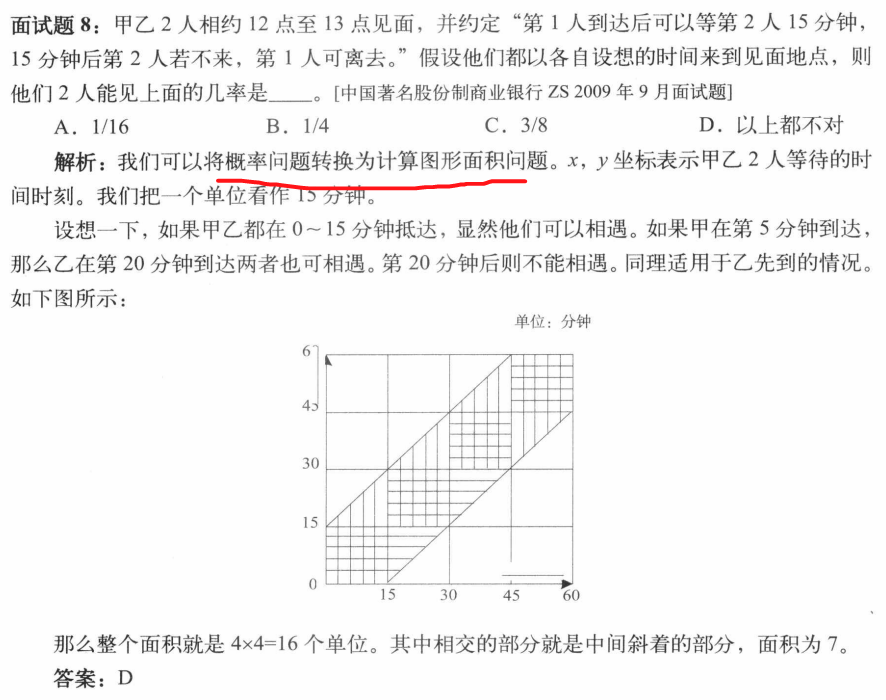 面试题 8：甲乙 2 人相约 12 点至 13 点见面，并约定“第 1 人到达后可以等第 2 人 15 分钟，
15 分钟后第 2 人若不来，第 1 人可离去。”假设他们都以各自设想的时间来到见面地点，则
他们 2 人能见上面的几率是____。[中国著名股份制商业银行 ZS 2009 年 9 月面试题]
A．1/16 B．1/4 C．3/8 D．以上都不对
解析：我们可以将概率问题转换为计算图形面积问题。x，y 坐标表示甲乙 2 人等待的时
间时刻。我们把一个单位看作 15 分钟。
设想一下，如果甲乙都在 0～15 分钟抵达，显然他们可以相遇。如果甲在第 5 分钟到达，
那么乙在第 20 分钟到达两者也可相遇。第 20 分钟后则不能相遇。同理适用于乙先到的情况。
如下图所示：
单位：分钟
6
45
30
15
0
15 30 45 60
那么整个面积就是 4×4=16 个单位。其中相交的部分就是中间斜着的部分，面积为 7。
答案：D